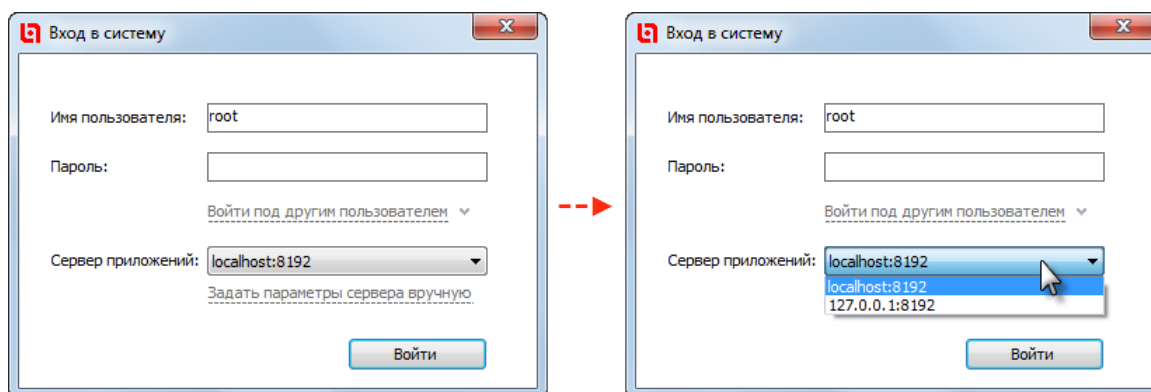 Вход в систему
Имя пользователя: root
Пароль:
Войти под другим пользователем
Сервер приложений: localhost:8192
Задать параметры сервера вручную
Войти
Вход в систему
Имя пользователя: root
Пароль:
Войти под другим пользователем
Сервер приложений: localhost:8192
localhost:8192
127.0.0.1:8192
Войти